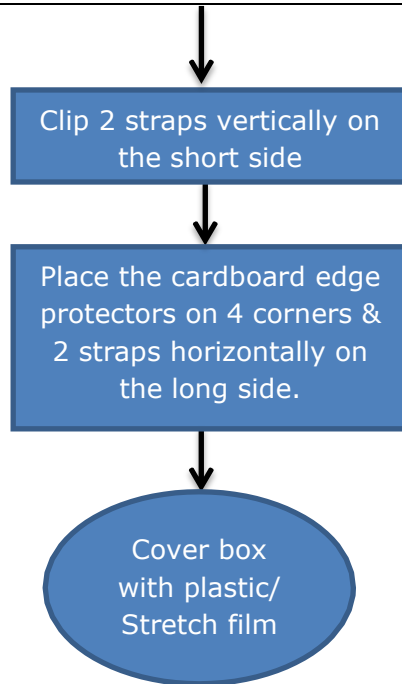 Clip 2 straps vertically on
the short side
Place the cardboard edge
protectors on 4 corners &
2 straps horizontally on
the long side.
Cover box
with plastic/
Stretch film